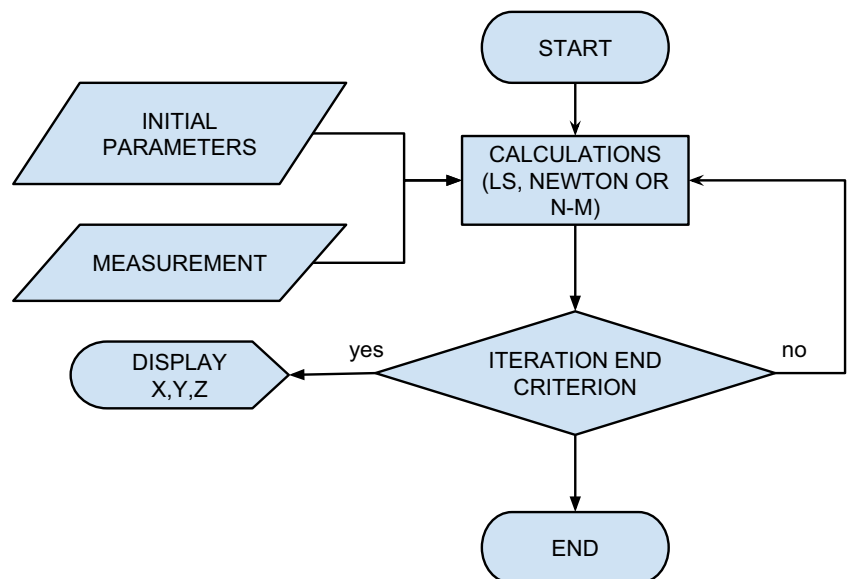 START
INITIAL
PARAMETERS
CALCULATIONS
(LS, NEWTON OR
N-M)
MEASUREMENT
DISPLAY
X,Y,Z
yes
ITERATION END
CRITERION
no
END